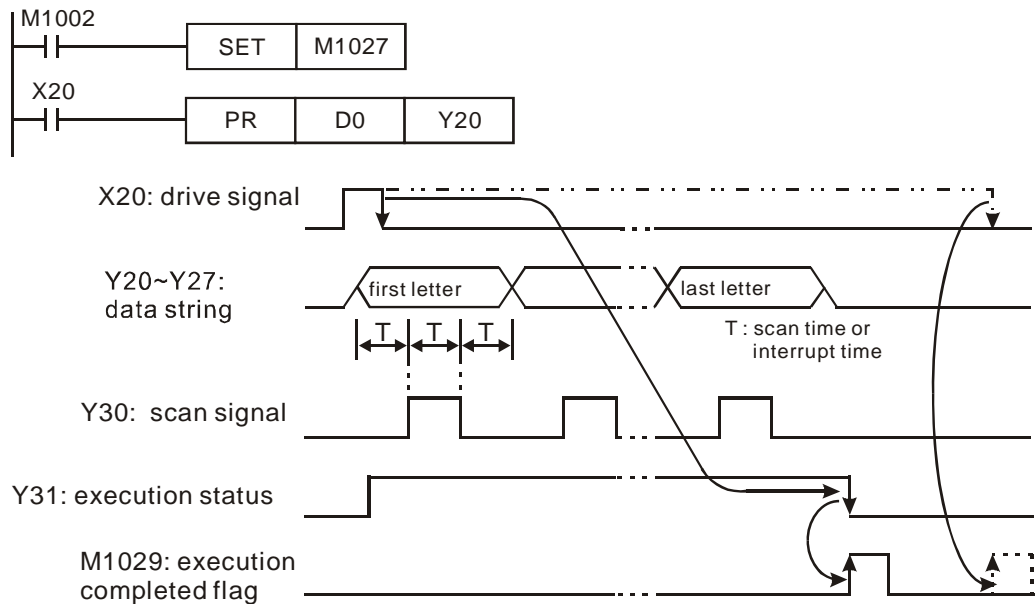 M1002
SET M1027
X20
PR D0 Y20
X20: drive signal
Y20~Y27:
data string
first letter
last letter
T T T
T : scan time or
interrupt time
Y30: scan signal
Y31: execution status
M1029: execution
completed flag